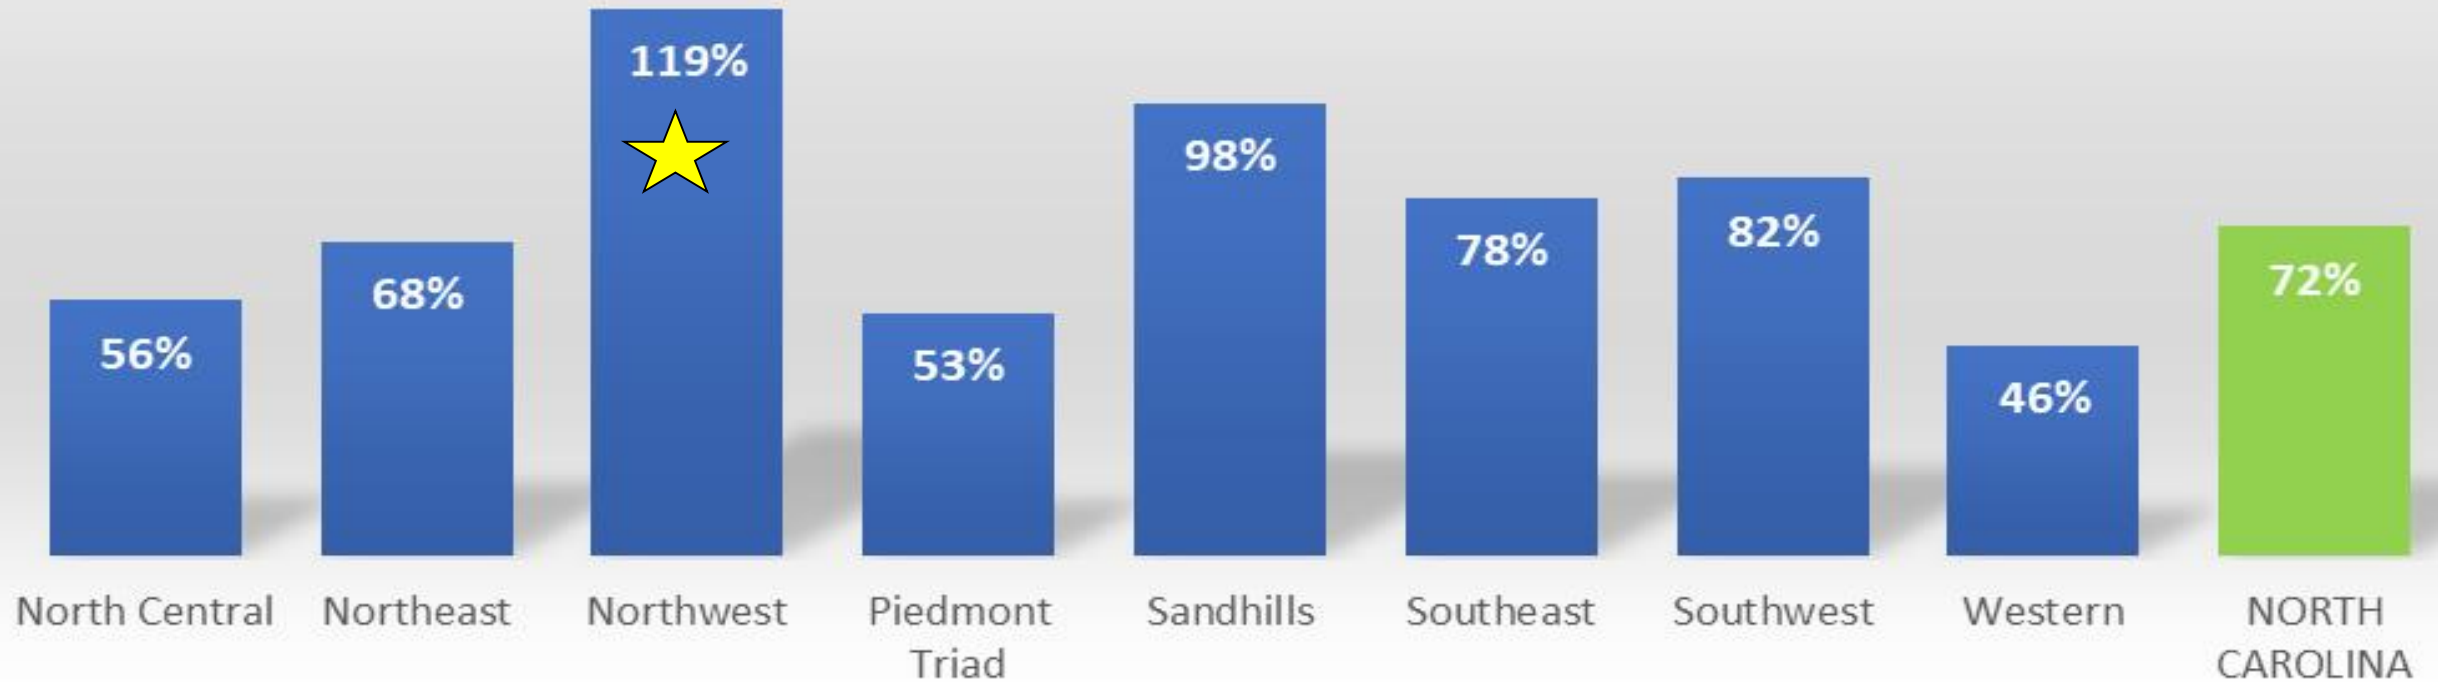 119%
98%
82%
78%
72%
68%
56%
53%
46%
North Central
Northeast
Northwest
Piedmont
Triad
Sandhills
Southeast
Southwest
Western
NORTH
CAROLINA